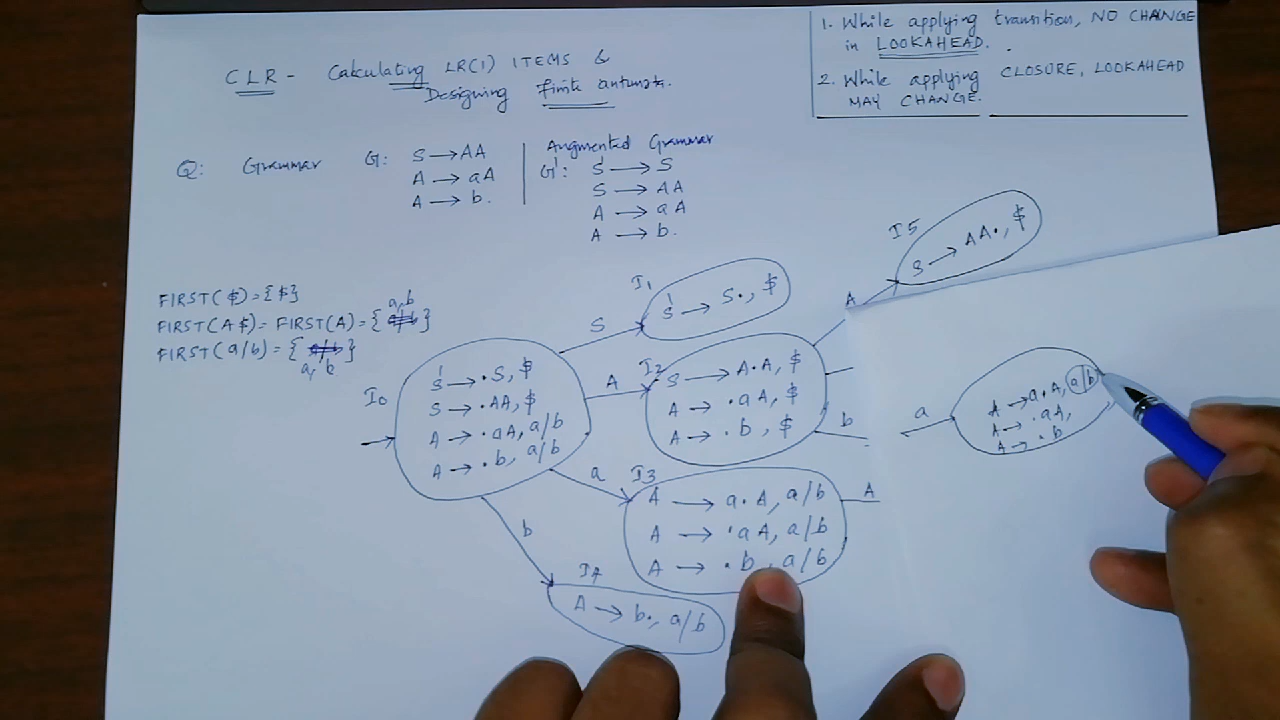 CLR - Calculating LR(1) ITEMS &
Designing finite automata.
1. While applying transition, NO CHANGE
in LOOKAHEAD.
2. While applying CLOSURE, LOOKAHEAD
MAY CHANGE.
Q: Grammar G: S → AA
A → aA
A → b.
Augmented Grammar
G': S' → S
S → AA
A → aA
A → b.
FIRST($) = {$}
a,b
FIRST(A$) = FIRST(A) = { }
FIRST(a/b) = { }
a, b
I0
S' → .S, $
S → .AA, $
A → .aA, a/b
A → .b, a/b
S
I1
S' → S., $
A
I2
S → A.A, $
A → .aA, $
A → .b, $
A
I5
S → AA., $
b
a
I3
A → a.A, a/b
A → .aA, a/b
A → .b, a/b
A
b
I4
A → b., a/b
a
A → a.A, a/b
A → .aA,
A → .b